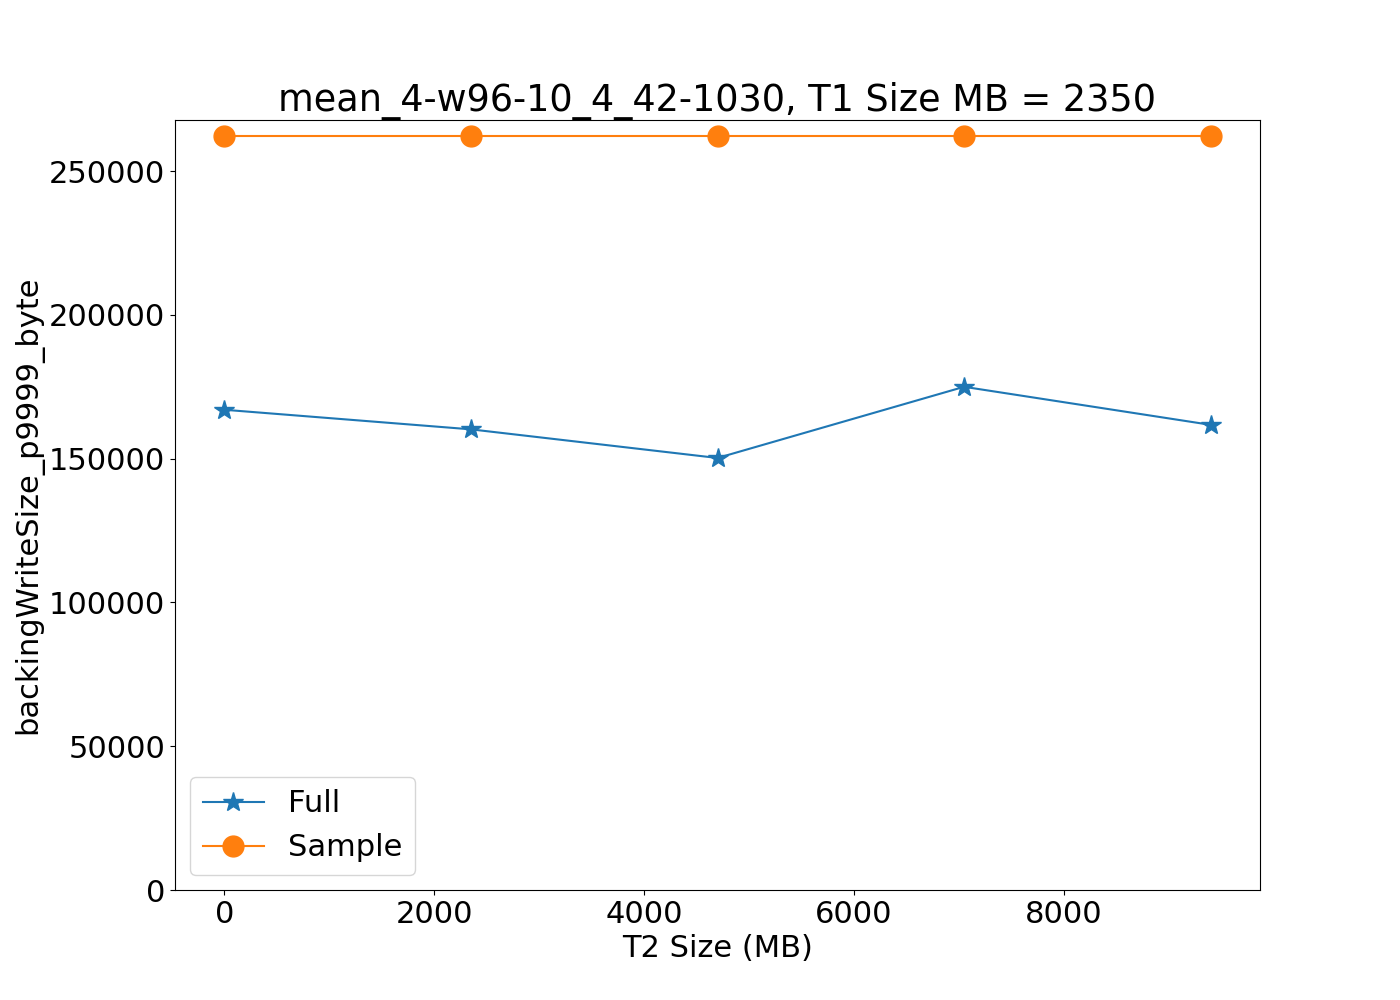 mean_4-w96-10_4_42-1030, T1 Size MB = 2350
backingWriteSize_p9999_byte
250000
200000
150000
100000
50000
0
Full
Sample
0 2000 4000 6000 8000
T2 Size (MB)